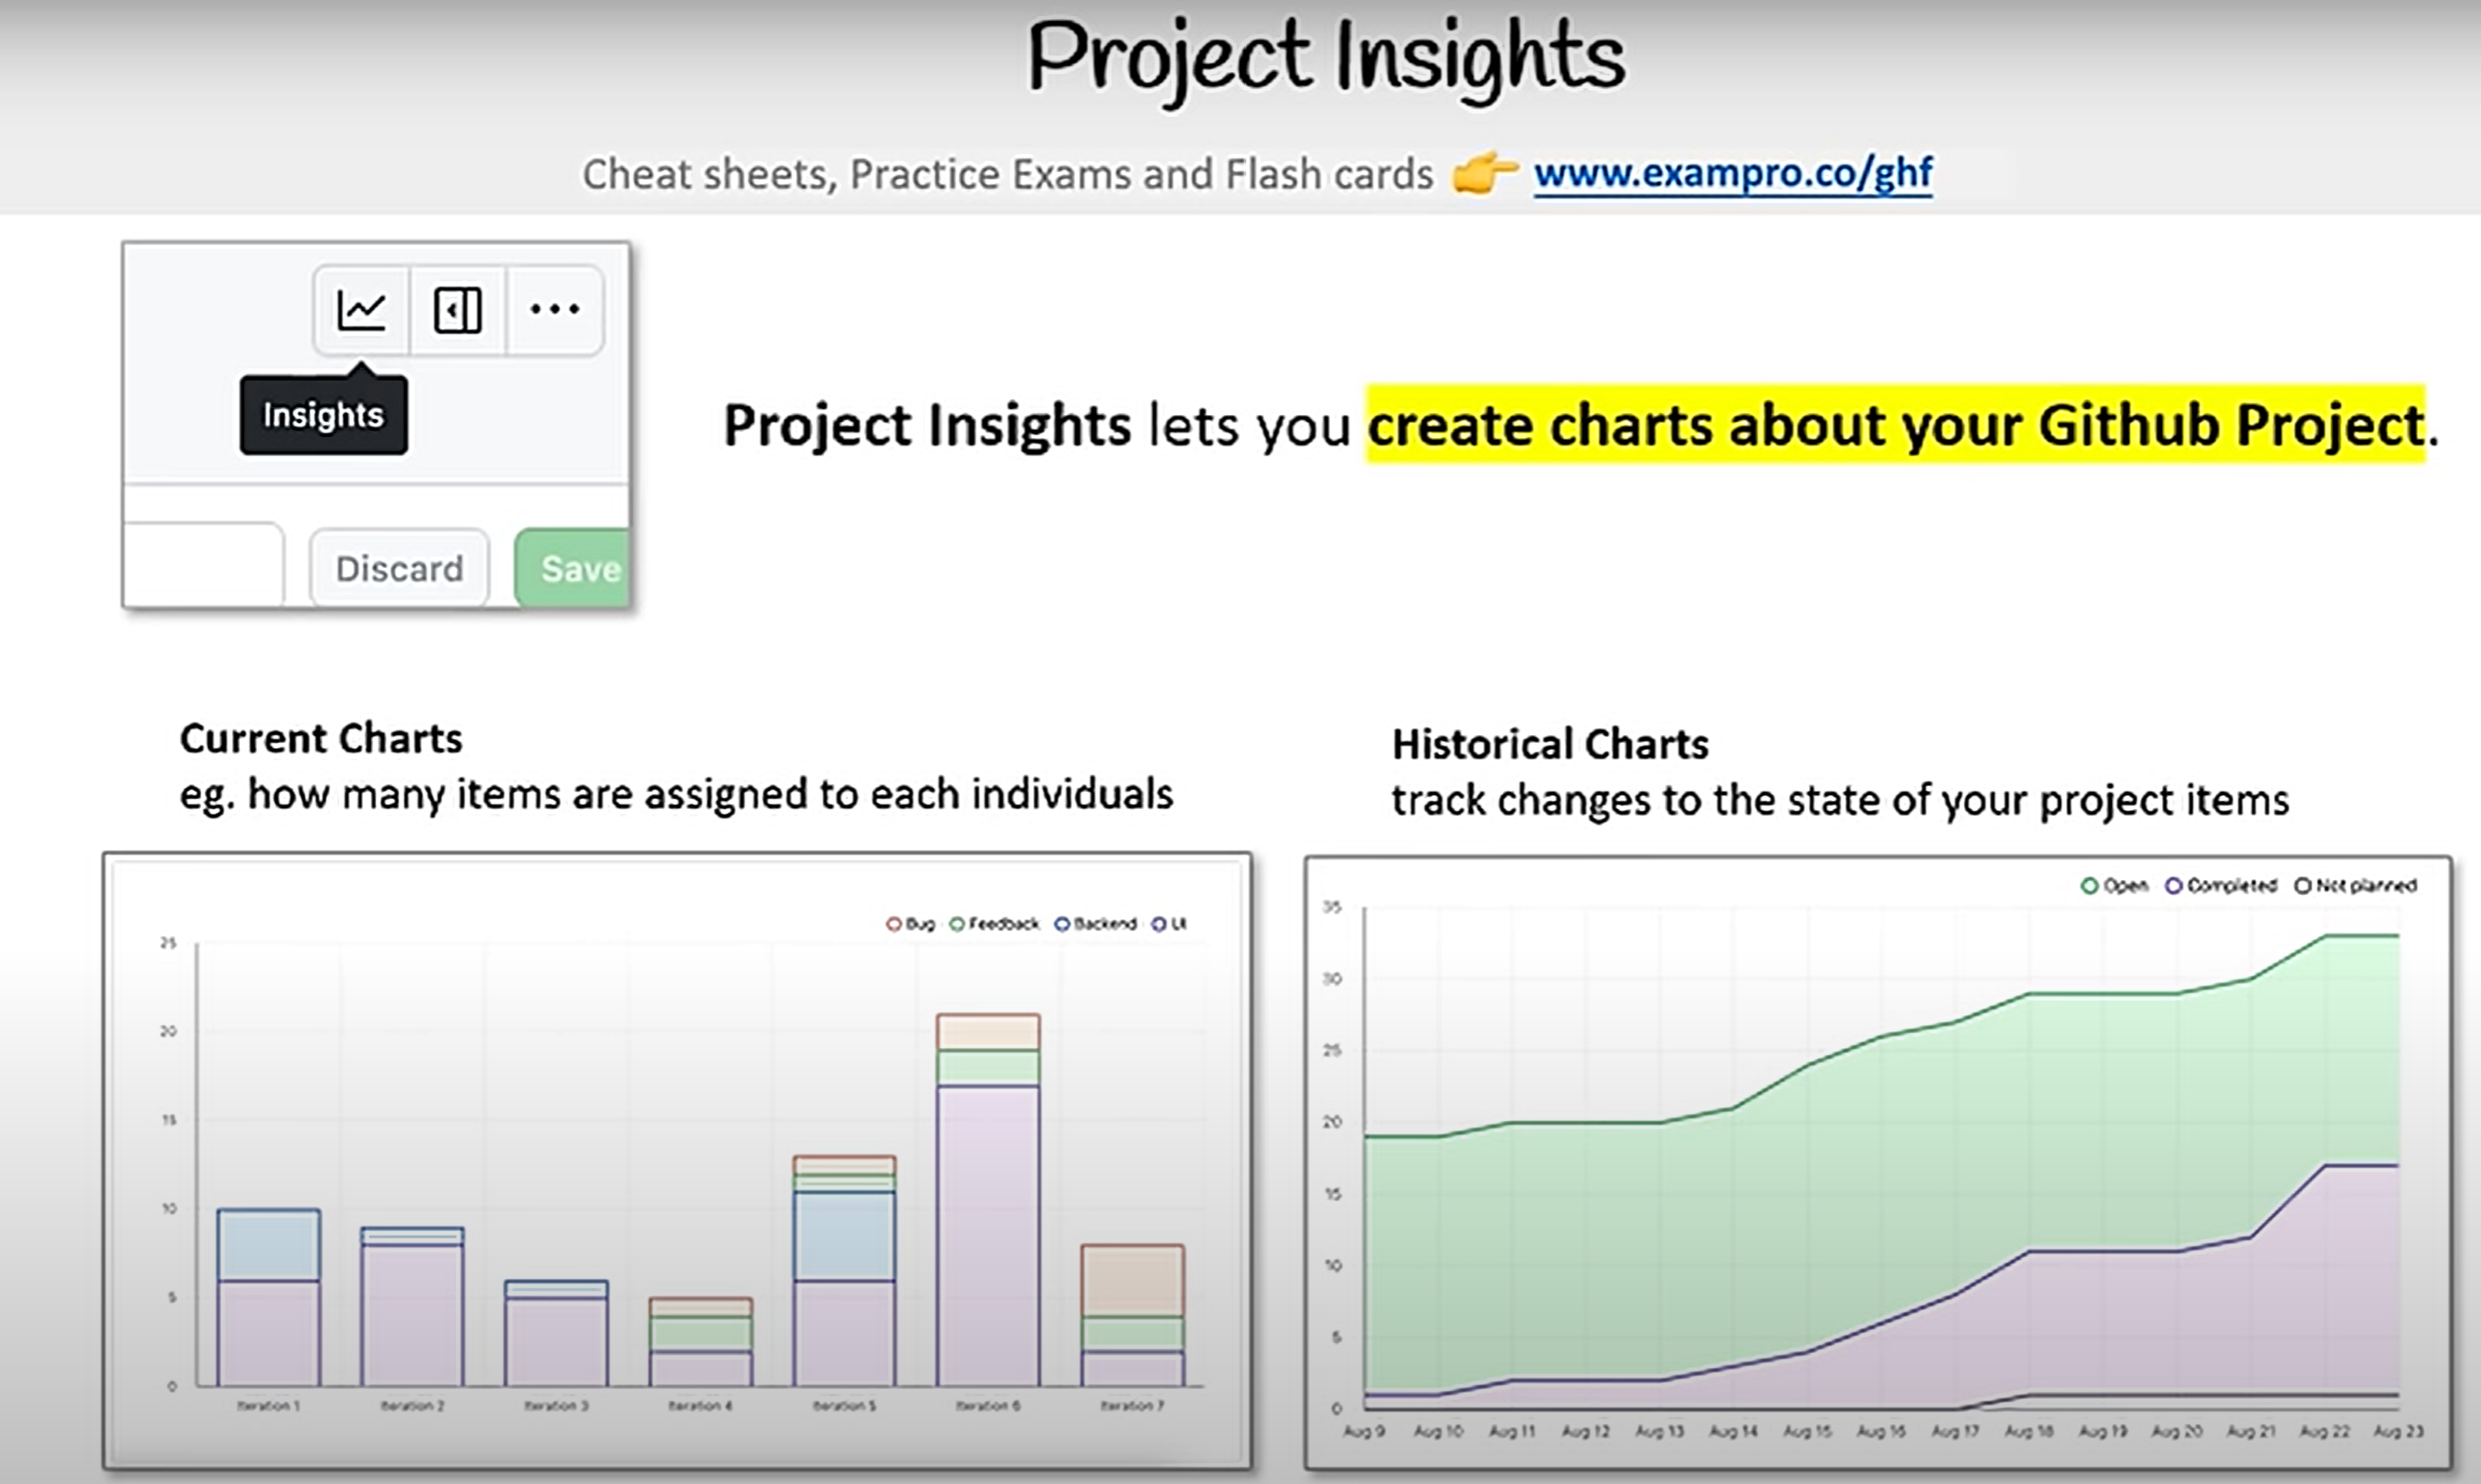 Project Insights
Cheat sheets, Practice Exams and Flash cards 👉 www.exampro.co/ghf
Insights
Discard
Save
Project Insights lets you create charts about your Github Project.
Current Charts
eg. how many items are assigned to each individuals
Bug Feedback Backend UI
25
20
15
10
5
0
Iteration 1 Iteration 2 Iteration 3 Iteration 4 Iteration 5 Iteration 6 Iteration 7
Historical Charts
track changes to the state of your project items
Open Completed Not planned
35
30
25
20
15
10
5
0
Aug 9 Aug 10 Aug 11 Aug 12 Aug 13 Aug 14 Aug 15 Aug 16 Aug 17 Aug 18 Aug 19 Aug 20 Aug 21 Aug 22 Aug 23